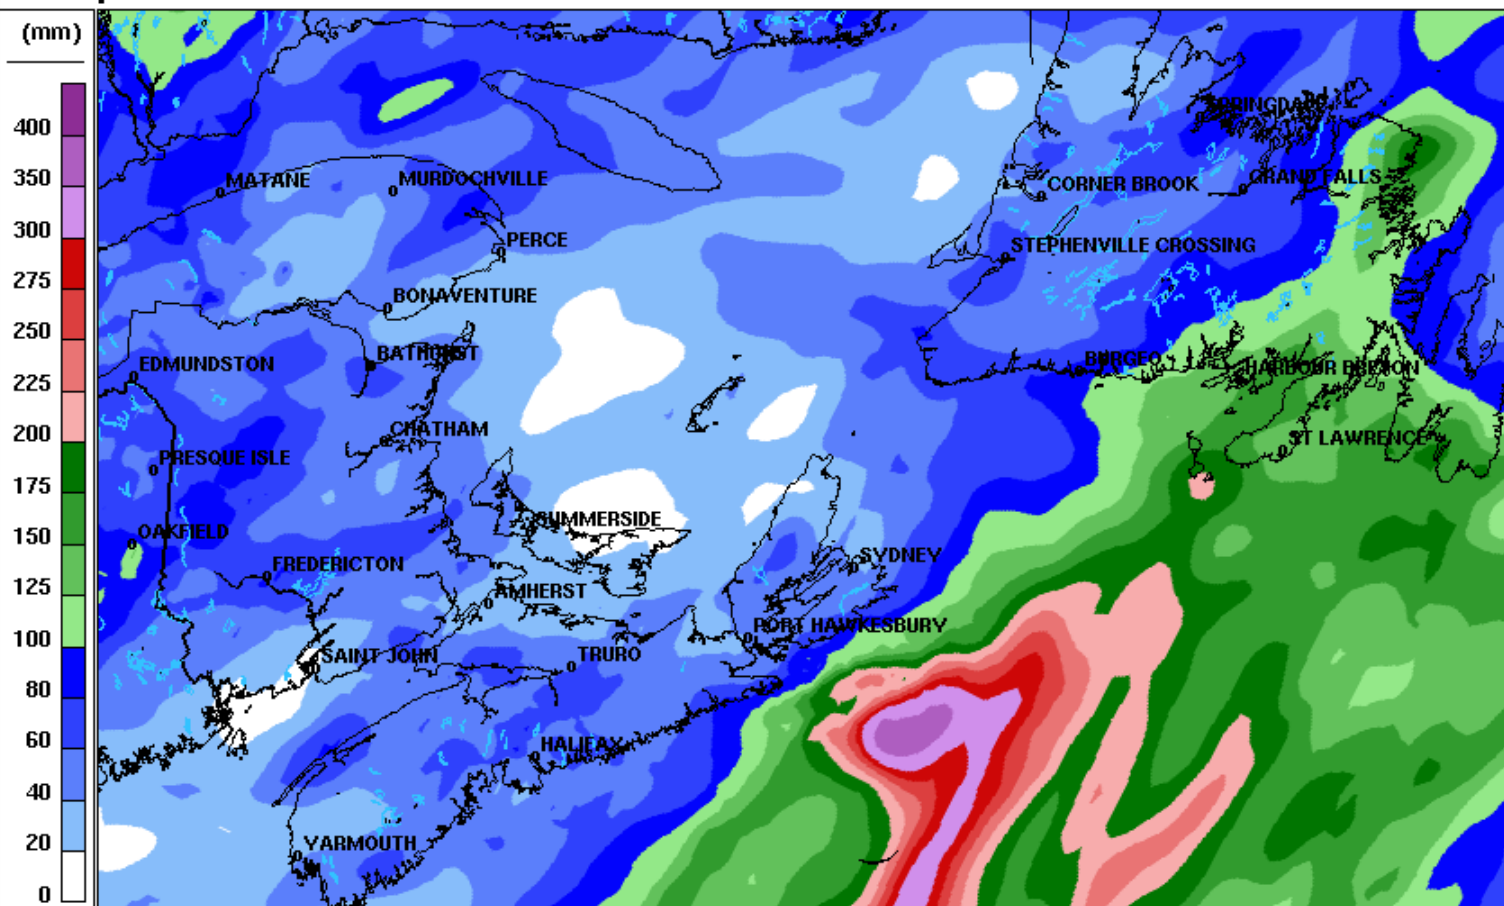 (mm)
400
350
300
275
250
225
200
175
150
125
100
80
60
40
20
0
SPRINGDALE
MATANE
MURDOCHVILLE
CORNER BROOK
GRAND FALLS
PERCE
STEPHENVILLE CROSSING
BONAVENTURE
BATHURST
EDMUNDSTON
BURGEO
HARBOUR BRETON
CHATHAM
ST LAWRENCE
PRESQUE ISLE
SUMMERSIDE
OAKFIELD
SYDNEY
FREDERICTON
AMHERST
PORT HAWKESBURY
SAINT JOHN
TRURO
HALIFAX
YARMOUTH